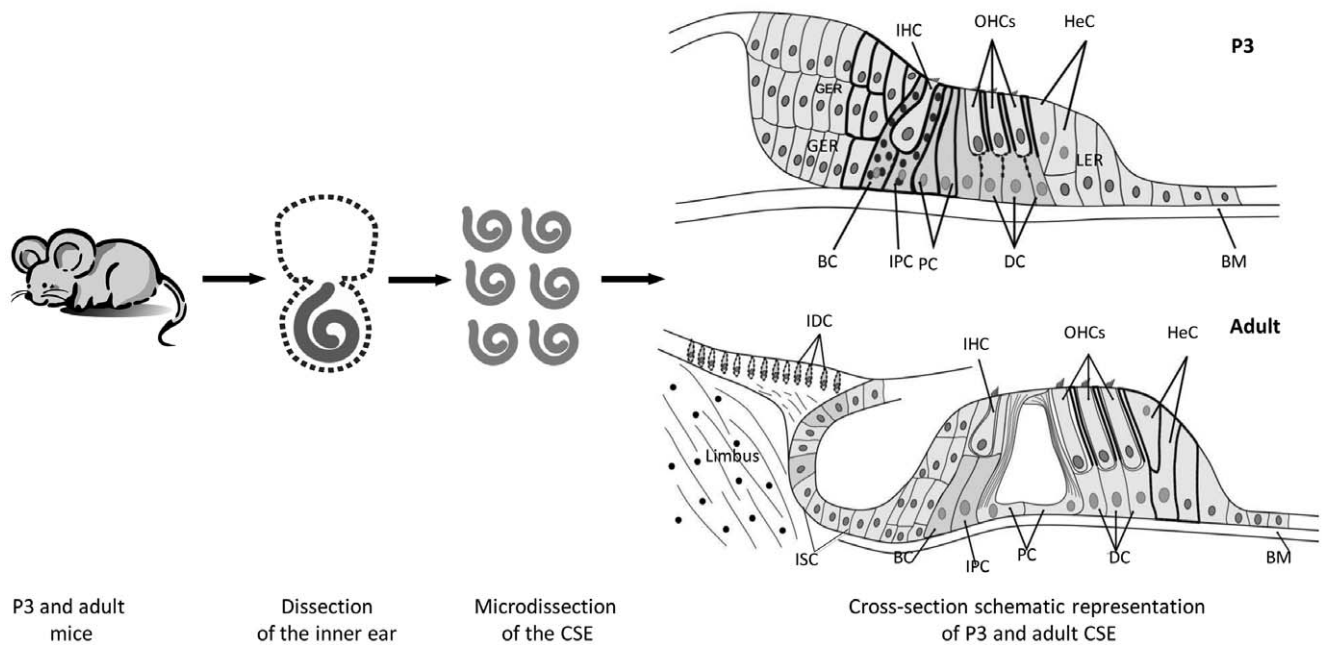 IHC
OHCs
HeC
P3
GER
GER
LER
BC
IPC
PC
DC
BM
IDC
IHC
OHCs
HeC
Adult
Limbus
ISC
BC
IPC
PC
DC
BM
P3 and adult
mice
Dissection
of the inner ear
Microdissection
of the CSE
Cross-section schematic representation
of P3 and adult CSE